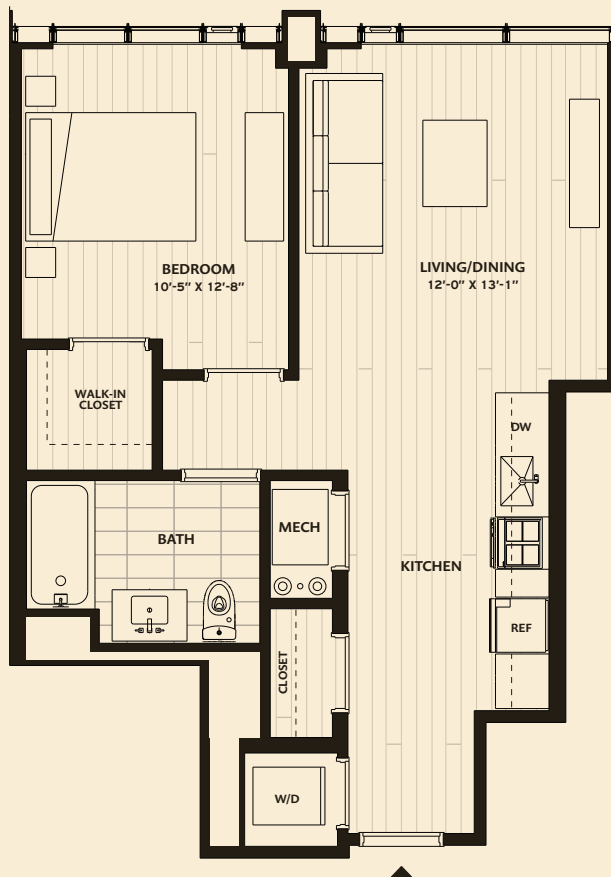 BEDROOM
10'-5" X 12'-8"
LIVING/DINING
12'-0" X 13'-1"
WALK-IN
CLOSET
DW
BATH
MECH
KITCHEN
REF
CLOSET
W/D